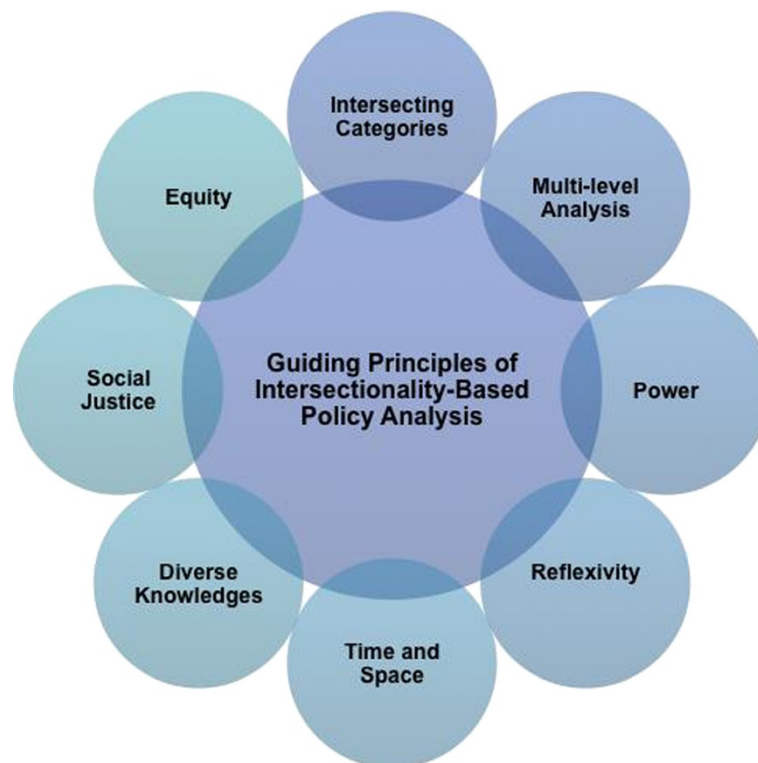 Intersecting
Categories
Multi-level
Analysis
Power
Reflexivity
Time and
Space
Diverse
Knowledges
Social
Justice
Equity
Guiding Principles of
Intersectionality-Based
Policy Analysis